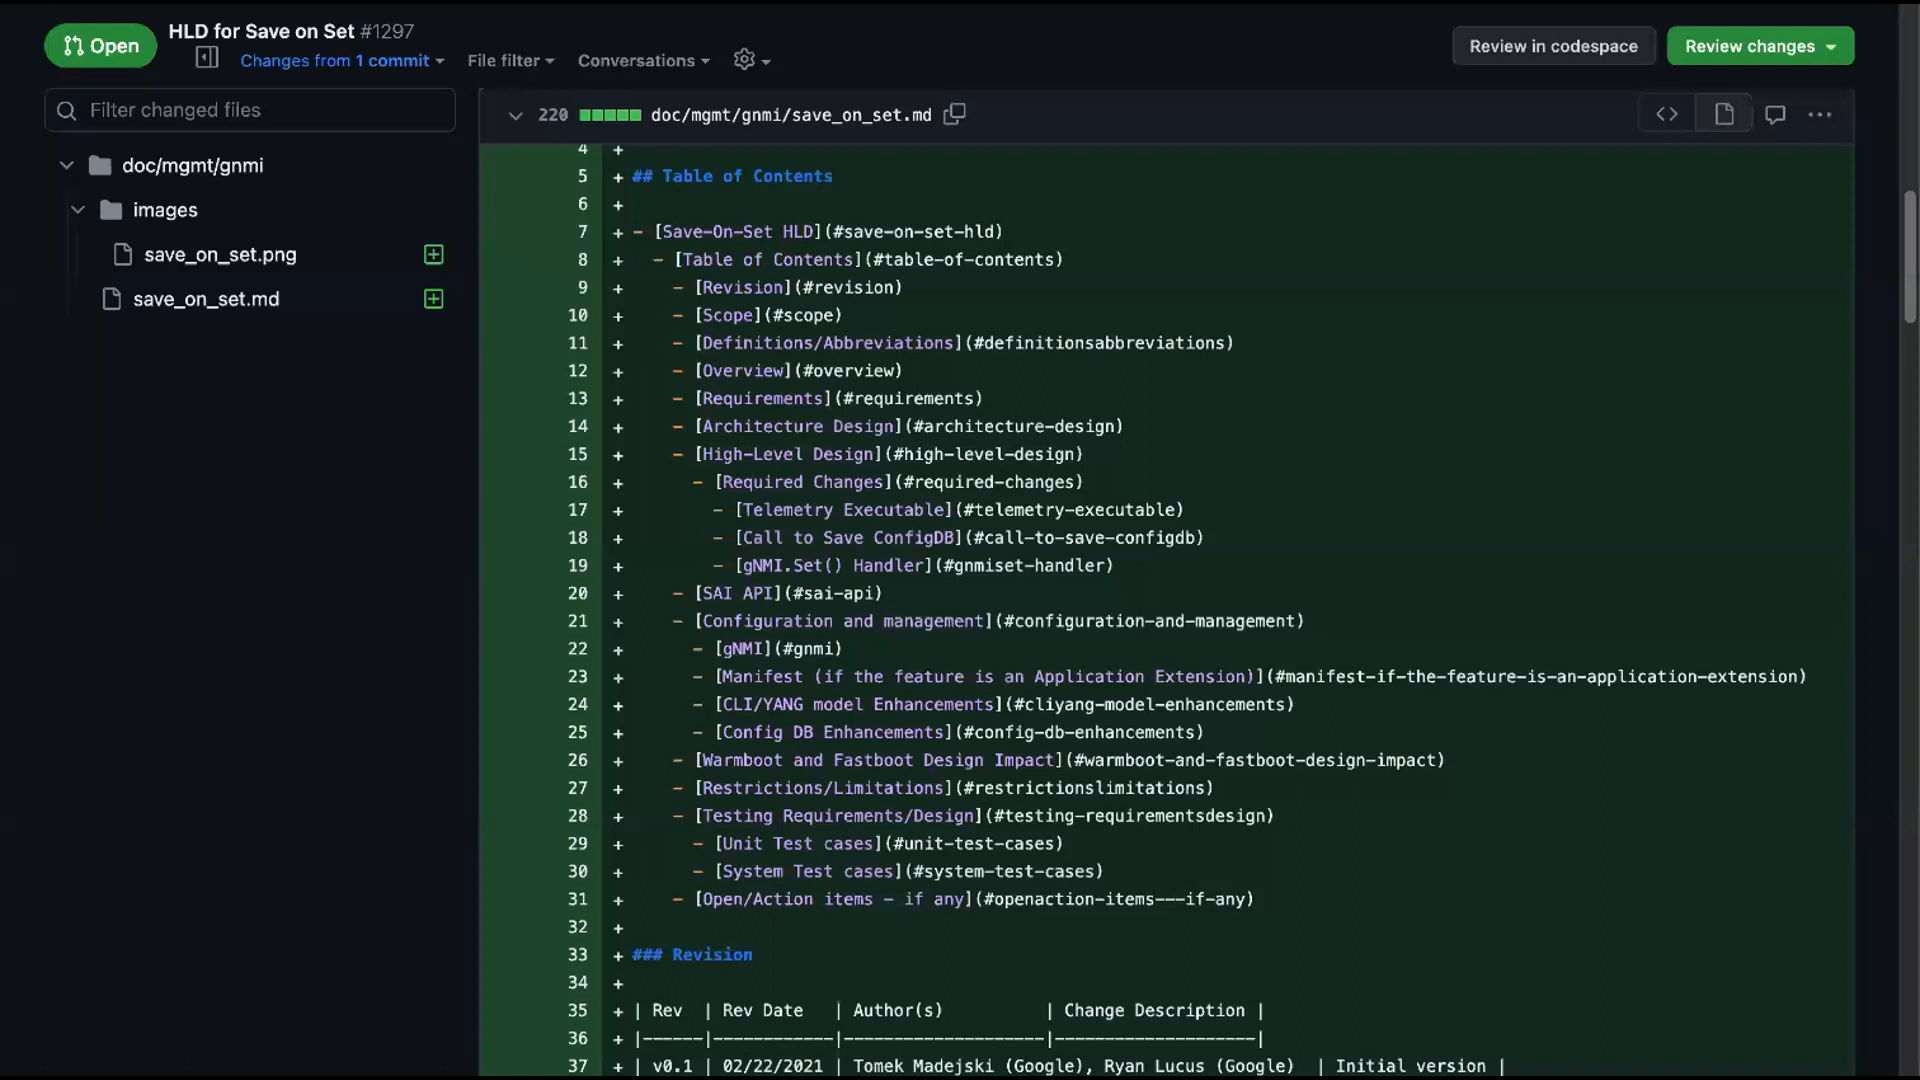 Open
HLD for Save on Set #1297
Changes from 1 commit
File filter
Conversations
Review in codespace
Review changes
Filter changed files
doc/mgmt/gnmi
images
save_on_set.png
save_on_set.md
220 doc/mgmt/gnmi/save_on_set.md
4 +
5 + ## Table of Contents
6 +
7 + - [Save-On-Set HLD](#save-on-set-hld)
8 + - [Table of Contents](#table-of-contents)
9 + - [Revision](#revision)
10 + - [Scope](#scope)
11 + - [Definitions/Abbreviations](#definitionsabbreviations)
12 + - [Overview](#overview)
13 + - [Requirements](#requirements)
14 + - [Architecture Design](#architecture-design)
15 + - [High-Level Design](#high-level-design)
16 + - [Required Changes](#required-changes)
17 + - [Telemetry Executable](#telemetry-executable)
18 + - [Call to Save ConfigDB](#call-to-save-configdb)
19 + - [gNMI.Set() Handler](#gnmiset-handler)
20 + - [SAI API](#sai-api)
21 + - [Configuration and management](#configuration-and-management)
22 + - [gNMI](#gnmi)
23 + - [Manifest (if the feature is an Application Extension)](#manifest-if-the-feature-is-an-application-extension)
24 + - [CLI/YANG model Enhancements](#cliyang-model-enhancements)
25 + - [Config DB Enhancements](#config-db-enhancements)
26 + - [Warmboot and Fastboot Design Impact](#warmboot-and-fastboot-design-impact)
27 + - [Restrictions/Limitations](#restrictionslimitations)
28 + - [Testing Requirements/Design](#testing-requirementsdesign)
29 + - [Unit Test cases](#unit-test-cases)
30 + - [System Test cases](#system-test-cases)
31 + - [Open/Action items - if any](#openaction-items---if-any)
32 +
33 + ### Revision
34 +
35 + | Rev | Rev Date | Author(s) | Change Description |
36 + |------|------------|--------------------|--------------------|
37 + | v0.1 | 02/22/2021 | Tomek Madejski (Google), Ryan Lucus (Google) | Initial version |